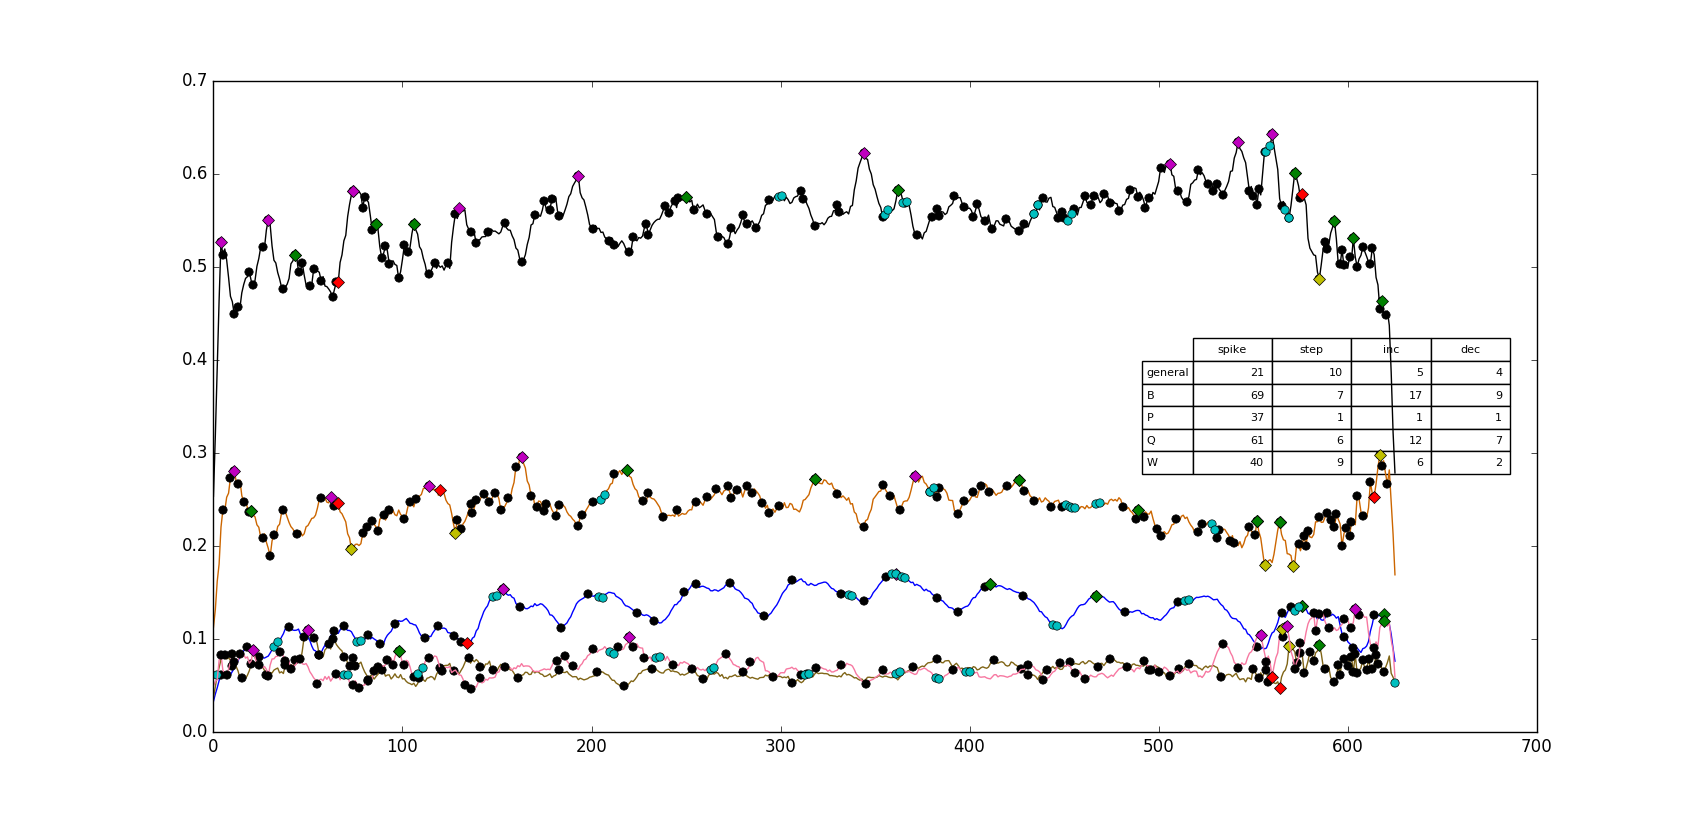 0.7
0.6
0.5
0.4
spike step inc dec
general 21 10 5 4
B 69 7 17 9
0.3
P 37 1 1 1
Q 61 6 12 7
W 40 9 6 2
0.2
0.1
0.0
0 100 200 300 400 500 600 700